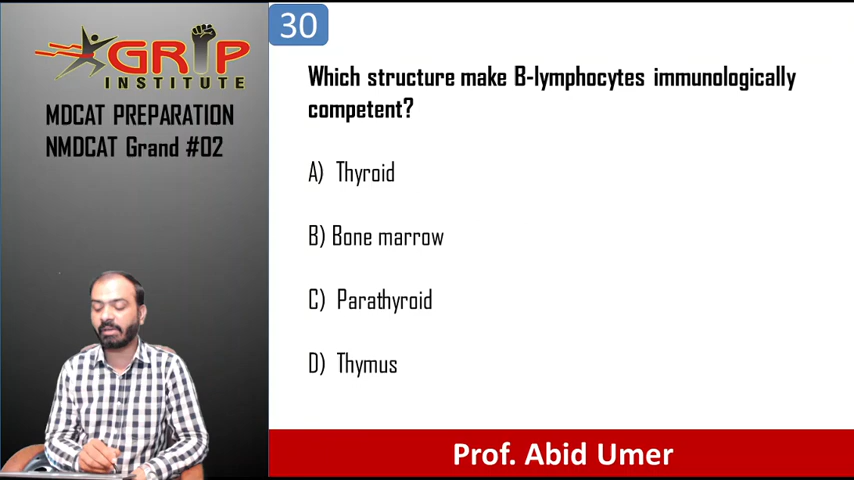 30
GRIP
INSTITUTE
MDCAT PREPARATION
NMDCAT Grand #02
Which structure make B-lymphocytes immunologically
competent?
A) Thyroid
B) Bone marrow
C) Parathyroid
D) Thymus
Prof. Abid Umer